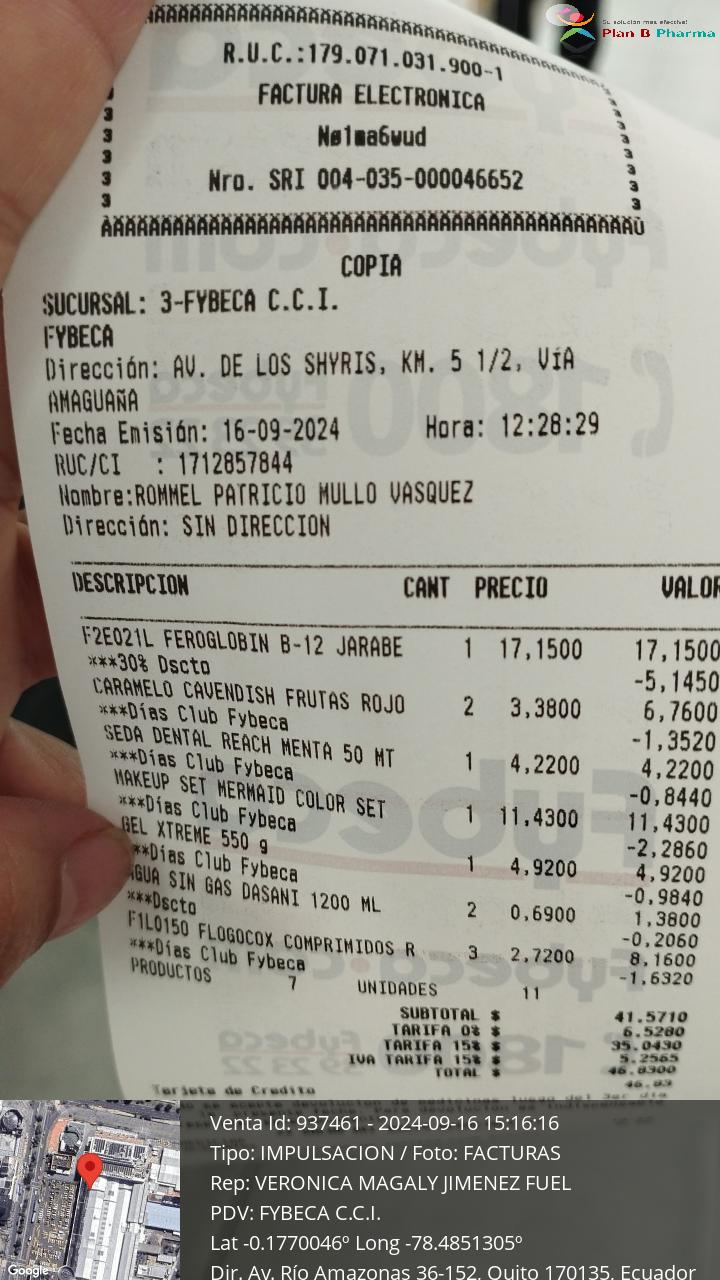 Su solución más efectiva!
Plan B Pharma
R.U.C.:179.071.031.900-1
FACTURA ELECTRONICA
Nø1ma6wud
Nro. SRI 004-035-000046652
COPIA
SUCURSAL: 3-FYBECA C.C.I.
FYBECA
Dirección: AV. DE LOS SHYRIS, KM. 5 1/2, VíA
AMAGUAÑA
Fecha Emisión: 16-09-2024 Hora: 12:28:29
RUC/CI : 1712857844
Nombre:ROMMEL PATRICIO MULLO VASQUEZ
Dirección: SIN DIRECCION
DESCRIPCION CANT PRECIO VALOR
F2E021L FEROGLOBIN B-12 JARABE 1 17,1500 17,1500
***30% Dscto -5,1450
CARAMELO CAVENDISH FRUTAS ROJO 2 3,3800 6,7600
***Días Club Fybeca -1,3520
SEDA DENTAL REACH MENTA 50 MT 1 4,2200 4,2200
***Días Club Fybeca -0,8440
MAKEUP SET MERMAID COLOR SET 1 11,4300 11,4300
***Días Club Fybeca -2,2860
GEL XTREME 550 g 1 4,9200 4,9200
**Días Club Fybeca -0,9840
AGUA SIN GAS DASANI 1200 ML 2 0,6900 1,3800
***Dscto -0,2060
F1L0150 FLOGOCOX COMPRIMIDOS R 3 2,7200 8,1600
***Días Club Fybeca -1,6320
PRODUCTOS 7 UNIDADES 11
SUBTOTAL $ 41.5710
TARIFA 0% $ 6.5280
TARIFA 15% $ 35.0430
IVA TARIFA 15% $ 5.2565
TOTAL $ 46.8300
Tarjeta de Credito 46.83
Venta Id: 937461 - 2024-09-16 15:16:16
Tipo: IMPULSACION / Foto: FACTURAS
Rep: VERONICA MAGALY JIMENEZ FUEL
PDV: FYBECA C.C.I.
Lat -0.1770046º Long -78.4851305º
Dir. Av. Río Amazonas 36-152, Quito 170135, Ecuador
Google